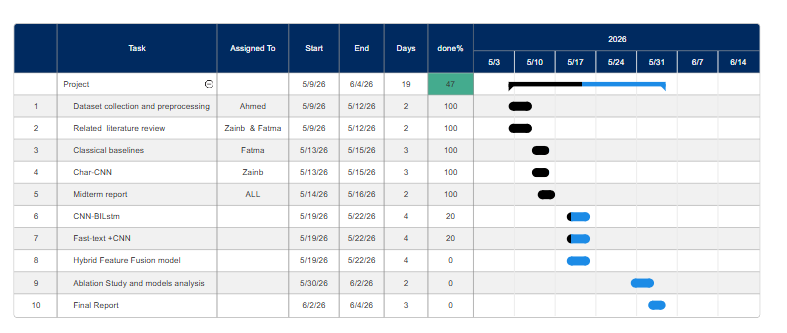 2026
Task Assigned To Start End Days done%
5/3 5/10 5/17 5/24 5/31 6/7 6/14
Project 5/9/26 6/4/26 19 47
1 Dataset collection and preprocessing Ahmed 5/9/26 5/12/26 2 100
2 Related literature review Zainb & Fatma 5/9/26 5/12/26 2 100
3 Classical baselines Fatma 5/13/26 5/15/26 3 100
4 Char-CNN Zainb 5/13/26 5/15/26 3 100
5 Midterm report ALL 5/14/26 5/16/26 2 100
6 CNN-BILstm 5/19/26 5/22/26 4 20
7 Fast-text +CNN 5/19/26 5/22/26 4 20
8 Hybrid Feature Fusion model 5/19/26 5/22/26 4 0
9 Ablation Study and models analysis 5/30/26 6/2/26 2 0
10 Final Report 6/2/26 6/4/26 3 0